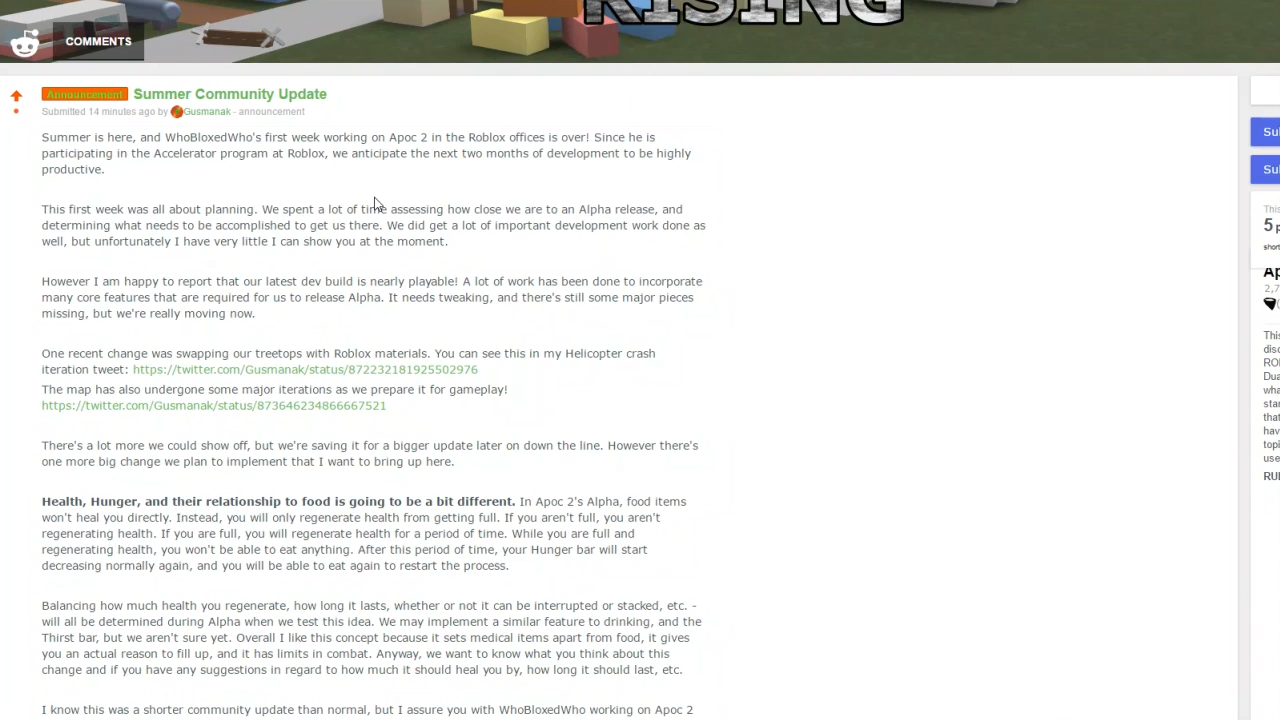 RISING
COMMENTS
Announcement Summer Community Update
Submitted 14 minutes ago by Gusmanak - announcement
Summer is here, and WhoBloxedWho's first week working on Apoc 2 in the Roblox offices is over! Since he is
participating in the Accelerator program at Roblox, we anticipate the next two months of development to be highly
productive.
This first week was all about planning. We spent a lot of time assessing how close we are to an Alpha release, and
determining what needs to be accomplished to get us there. We did get a lot of important development work done as
well, but unfortunately I have very little I can show you at the moment.
However I am happy to report that our latest dev build is nearly playable! A lot of work has been done to incorporate
many core features that are required for us to release Alpha. It needs tweaking, and there's still some major pieces
missing, but we're really moving now.
One recent change was swapping our treetops with Roblox materials. You can see this in my Helicopter crash
iteration tweet: https://twitter.com/Gusmanak/status/872232181925502976
The map has also undergone some major iterations as we prepare it for gameplay!
https://twitter.com/Gusmanak/status/873646234866667521
There's a lot more we could show off, but we're saving it for a bigger update later on down the line. However there's
one more big change we plan to implement that I want to bring up here.
Health, Hunger, and their relationship to food is going to be a bit different. In Apoc 2's Alpha, food items
won't heal you directly. Instead, you will only regenerate health from getting full. If you aren't full, you aren't
regenerating health. If you are full, you will regenerate health for a period of time. While you are full and
regenerating health, you won't be able to eat anything. After this period of time, your Hunger bar will start
decreasing normally again, and you will be able to eat again to restart the process.
Balancing how much health you regenerate, how long it lasts, whether or not it can be interrupted or stacked, etc. -
will all be determined during Alpha when we test this idea. We may implement a similar feature to drinking, and the
Thirst bar, but we aren't sure yet. Overall I like this concept because it sets medical items apart from food, it gives
you an actual reason to fill up, and it has limits in combat. Anyway, we want to know what you think about this
change and if you have any suggestions in regard to how much it should heal you by, how long it should last, etc.
I know this was a shorter community update than normal, but I assure you with WhoBloxedWho working on Apoc 2
Su
Su
This
5 p
short
Ap
2,7
This
disc
RO
Dua
wha
sta
that
hav
topi
use
RU